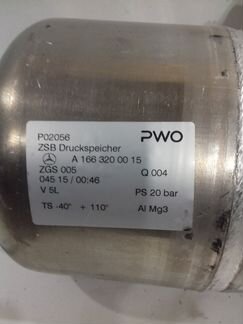 P02056 PWO
ZSB Druckspeicher
A 166 320 00 15
ZGS 005 Q 004
045 15 / 00:46
V 5L PS 20 bar
TS -40° + 110° Al Mg3